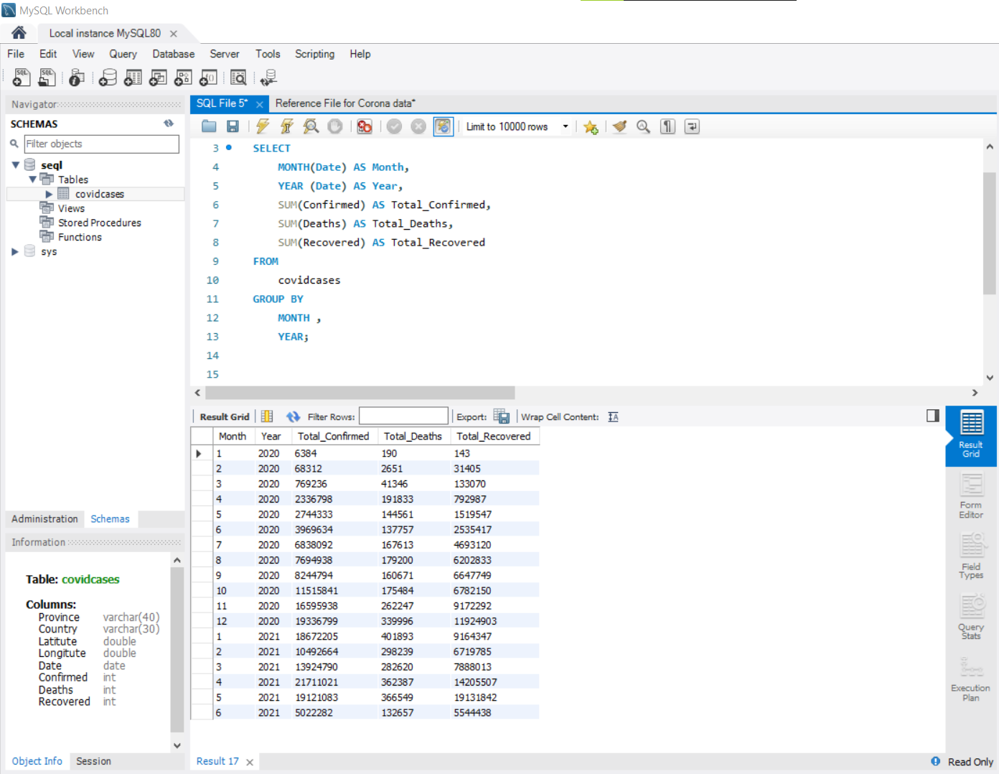 MySQL Workbench
Local instance MySQL80
File Edit View Query Database Server Tools Scripting Help
Navigator
SCHEMAS
Filter objects
seql
Tables
covidcases
Views
Stored Procedures
Functions
sys
Administration Schemas
Information
Table: covidcases
Columns:
Province varchar(40)
Country varchar(30)
Latitute double
Longitute double
Date date
Confirmed int
Deaths int
Recovered int
Object Info Session
SQL File 5* Reference File for Corona data*
Limit to 10000 rows
3 SELECT
4 MONTH(Date) AS Month,
5 YEAR (Date) AS Year,
6 SUM(Confirmed) AS Total_Confirmed,
7 SUM(Deaths) AS Total_Deaths,
8 SUM(Recovered) AS Total_Recovered
9 FROM
10 covidcases
11 GROUP BY
12 MONTH ,
13 YEAR;
14
15
Result Grid Filter Rows: Export: Wrap Cell Content:
Month Year Total_Confirmed Total_Deaths Total_Recovered
1 2020 6384 190 143
2 2020 68312 2651 31405
3 2020 769236 41346 133070
4 2020 2336798 191833 792987
5 2020 2744333 144561 1519547
6 2020 3969634 137757 2535417
7 2020 6838092 167613 4693120
8 2020 7694938 179200 6202833
9 2020 8244794 160671 6647749
10 2020 11515841 175484 6782150
11 2020 16595938 262247 9172292
12 2020 19336799 339996 11924903
1 2021 18672205 401893 9164347
2 2021 10492664 298239 6719785
3 2021 13924790 282620 7888013
4 2021 21711021 362387 14205507
5 2021 19121083 366549 19131842
6 2021 5022282 132657 5544438
Result
Grid
Form
Editor
Field
Types
Query
Stats
Execution
Plan
Result 17
Read Only